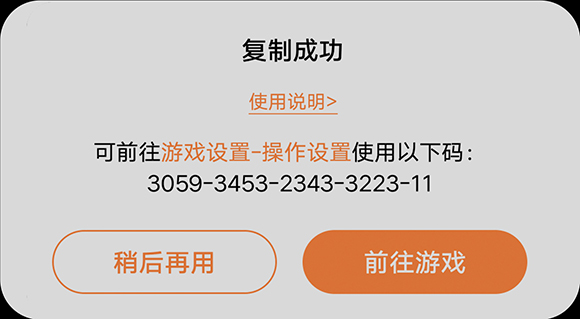 复制成功
使用说明>
可前往游戏设置-操作设置使用以下码：
3059-3453-2343-3223-11
稍后再用
前往游戏